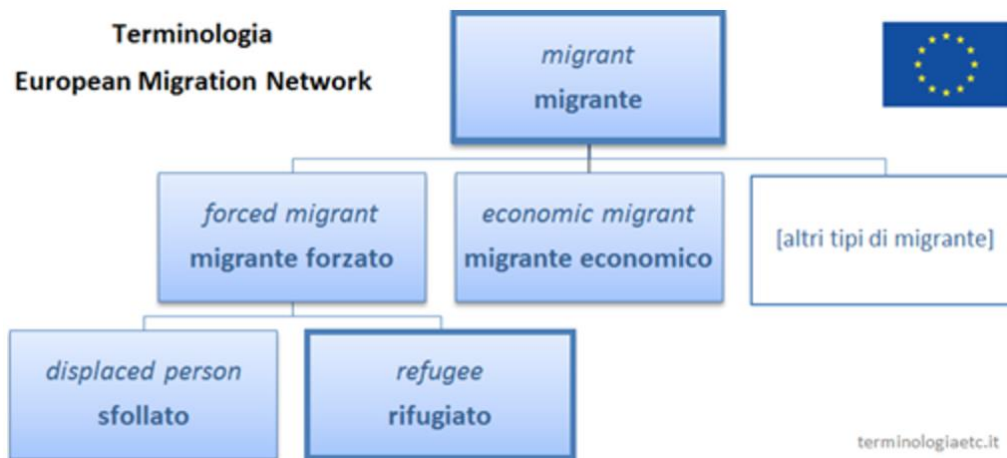 Terminologia
European Migration Network
migrant
migrante
forced migrant
migrante forzato
economic migrant
migrante economico
[altri tipi di migrante]
displaced person
sfollato
refugee
rifugiato
terminologiaetc.it